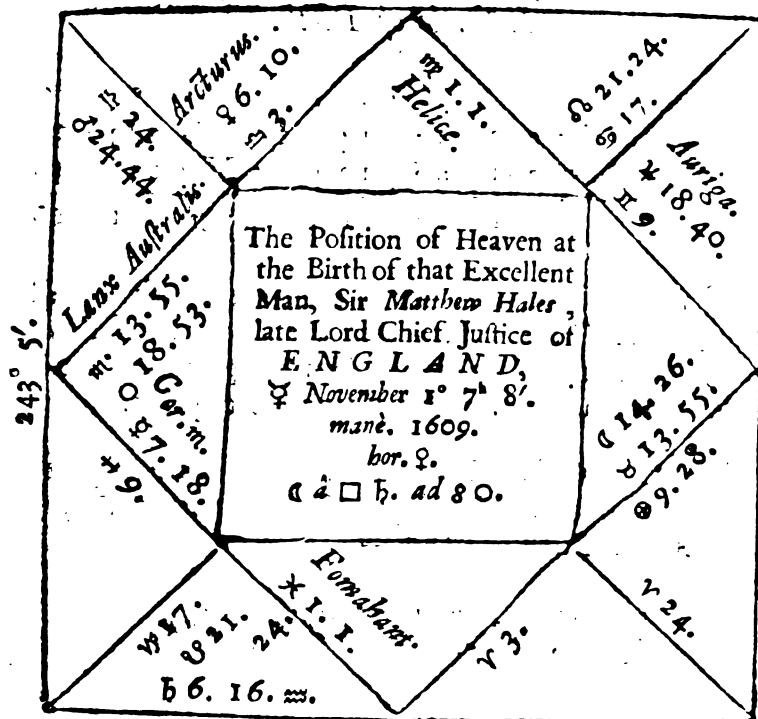 Arcturus.
♀ 6. 10.
♎ 3.
♍ 1. 1.
Helice.
☊ 21. 24.
♋ 17.
Auriga.
♃ 18. 40.
♊ 9.
♎ 24.
♂ 24. 44.
Lanx Auſtralis.
♏. 13. 55.
☉ 18. 53.
Cor. m.
☿ 7. 18.
243° 5'.
♐ 9.
The Poſition of Heaven at
the Birth of that Excellent
Man, Sir Matthew Hales,
late Lord Chief Juſtice of
ENGLAND,
☿ November 1° 7ʰ 8'.
manè. 1609.
hor. ♀.
☾ â □ ♄. ad 8 ☉.
☾ 14. 26.
♉ 13. 55.
⊕ 9. 28.
♈ 24.
♈ 3.
Fomahant.
♓ 1. 1.
♑ 17.
☋ 21. 24.
♄ 6. 16. ♒.